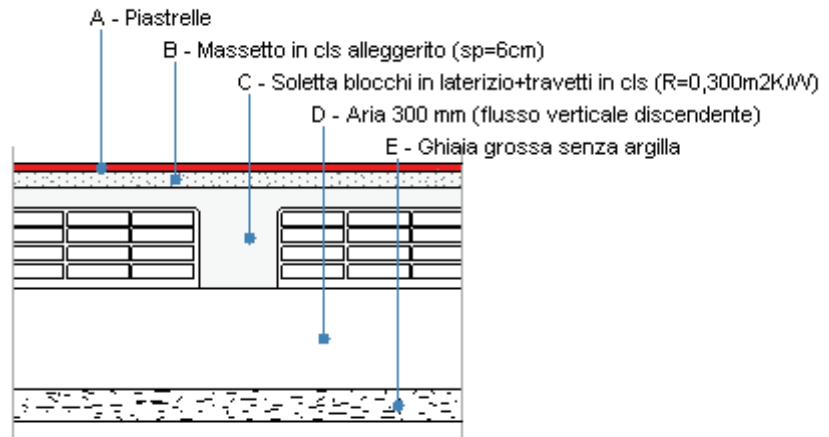 A - Piastrelle
B - Massetto in cls alleggerito (sp=6cm)
C - Soletta blocchi in laterizio+travetti in cls (R=0,300m2K/W)
D - Aria 300 mm (flusso verticale discendente)
E - Ghiaia grossa senza argilla